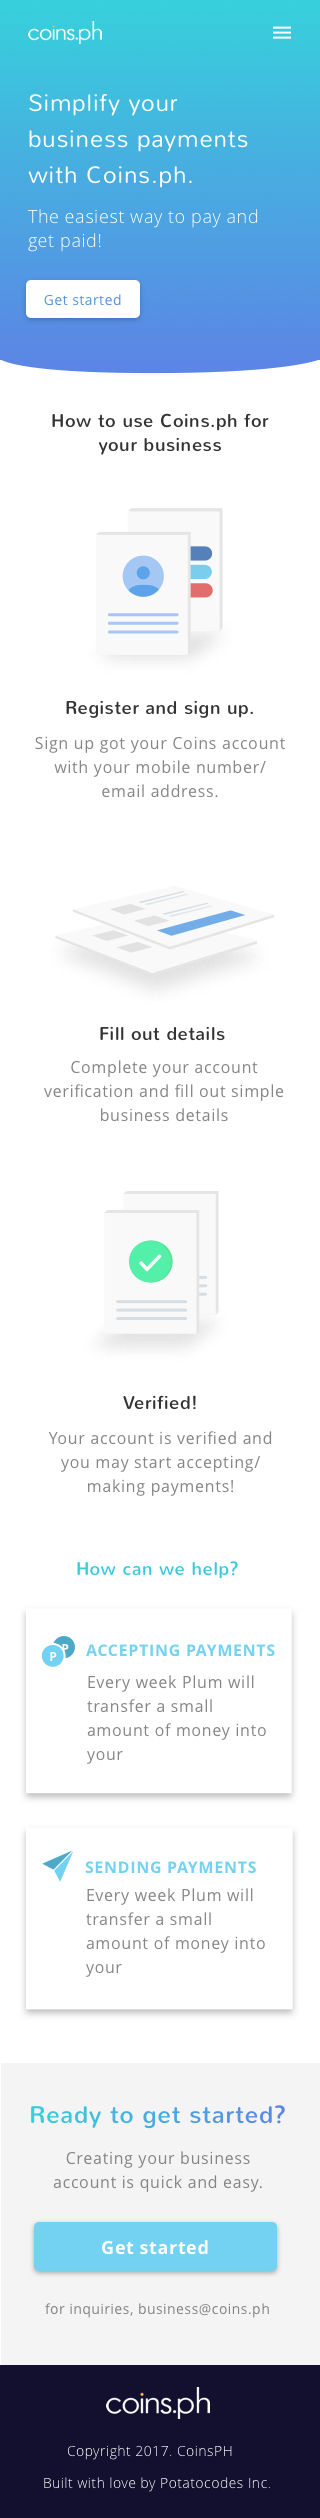 coins.ph
Simplify your
business payments
with Coins.ph.
The easiest way to pay and
get paid!
Get started
How to use Coins.ph for
your business
Register and sign up.
Sign up got your Coins account
with your mobile number/
email address.
Fill out details
Complete your account
verification and fill out simple
business details
Verified!
Your account is verified and
you may start accepting/
making payments!
How can we help?
P P
ACCEPTING PAYMENTS
Every week Plum will
transfer a small
amount of money into
your
SENDING PAYMENTS
Every week Plum will
transfer a small
amount of money into
your
Ready to get started?
Creating your business
account is quick and easy.
Get started
for inquiries, business@coins.ph
coins.ph
Copyright 2017. CoinsPH
Built with love by Potatocodes Inc.